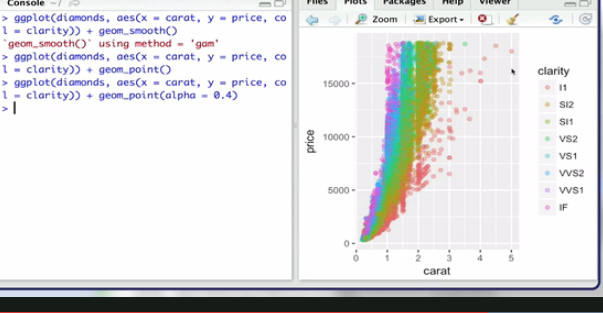 Console ~/
Files Plots Packages Help Viewer
> ggplot(diamonds, aes(x = carat, y = price, co
l = clarity)) + geom_smooth()
`geom_smooth()` using method = 'gam'
> ggplot(diamonds, aes(x = carat, y = price, co
l = clarity)) + geom_point()
> ggplot(diamonds, aes(x = carat, y = price, co
l = clarity)) + geom_point(alpha = 0.4)
>
Zoom Export
15000
10000
5000
0
price
0 1 2 3 4 5
carat
clarity
I1
SI2
SI1
VS2
VS1
VVS2
VVS1
IF